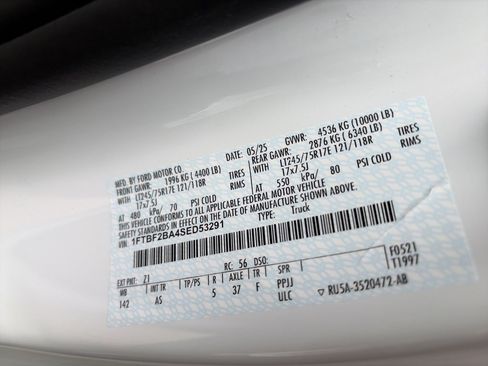 MFD. BY FORD MOTOR CO. DATE: 05/25 GVWR: 4536 KG (10000 LB)
FRONT GAWR: 1996 KG (4400 LB) REAR GAWR: 2876 KG (6340 LB)
WITH LT245/75R17E 121/118R TIRES WITH LT245/75R17E 121/118R TIRES
17x7.5J RIMS 17x7.5J RIMS
AT 480 kPa/ 70 PSI COLD AT 550 kPa/ 80 PSI COLD
THIS VEHICLE CONFORMS TO ALL APPLICABLE FEDERAL MOTOR VEHICLE
SAFETY STANDARDS IN EFFECT ON THE DATE OF MANUFACTURE SHOWN ABOVE.
VIN: 1FTBF2BA4SED53291 TYPE: Truck
F0521
T1997
EXT PNT: Z1 RC: 56 DSO:
WB INT TR TP/PS R AXLE TR SPR
142 AS 5 37 F PPJJ
ULC RU5A-3520472-AB